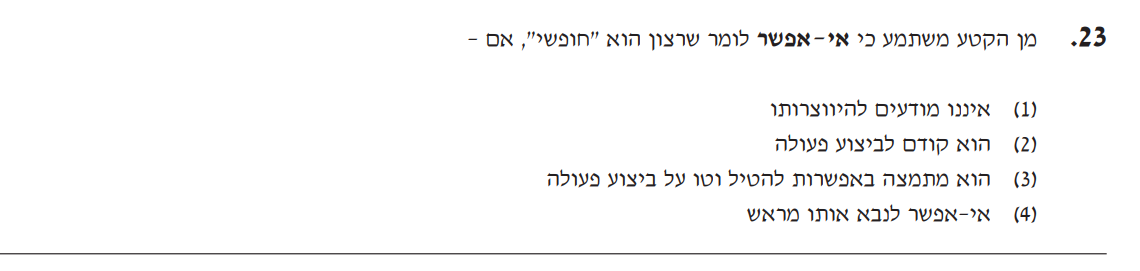 23. מן הקטע משתמע כי אי-אפשר לומר שרצון הוא "חופשי", אם -
(1) איננו מודעים להיווצרותו
(2) הוא קודם לביצוע פעולה
(3) הוא מתמצה באפשרות להטיל וטו על ביצוע פעולה
(4) אי-אפשר לנבא אותו מראש